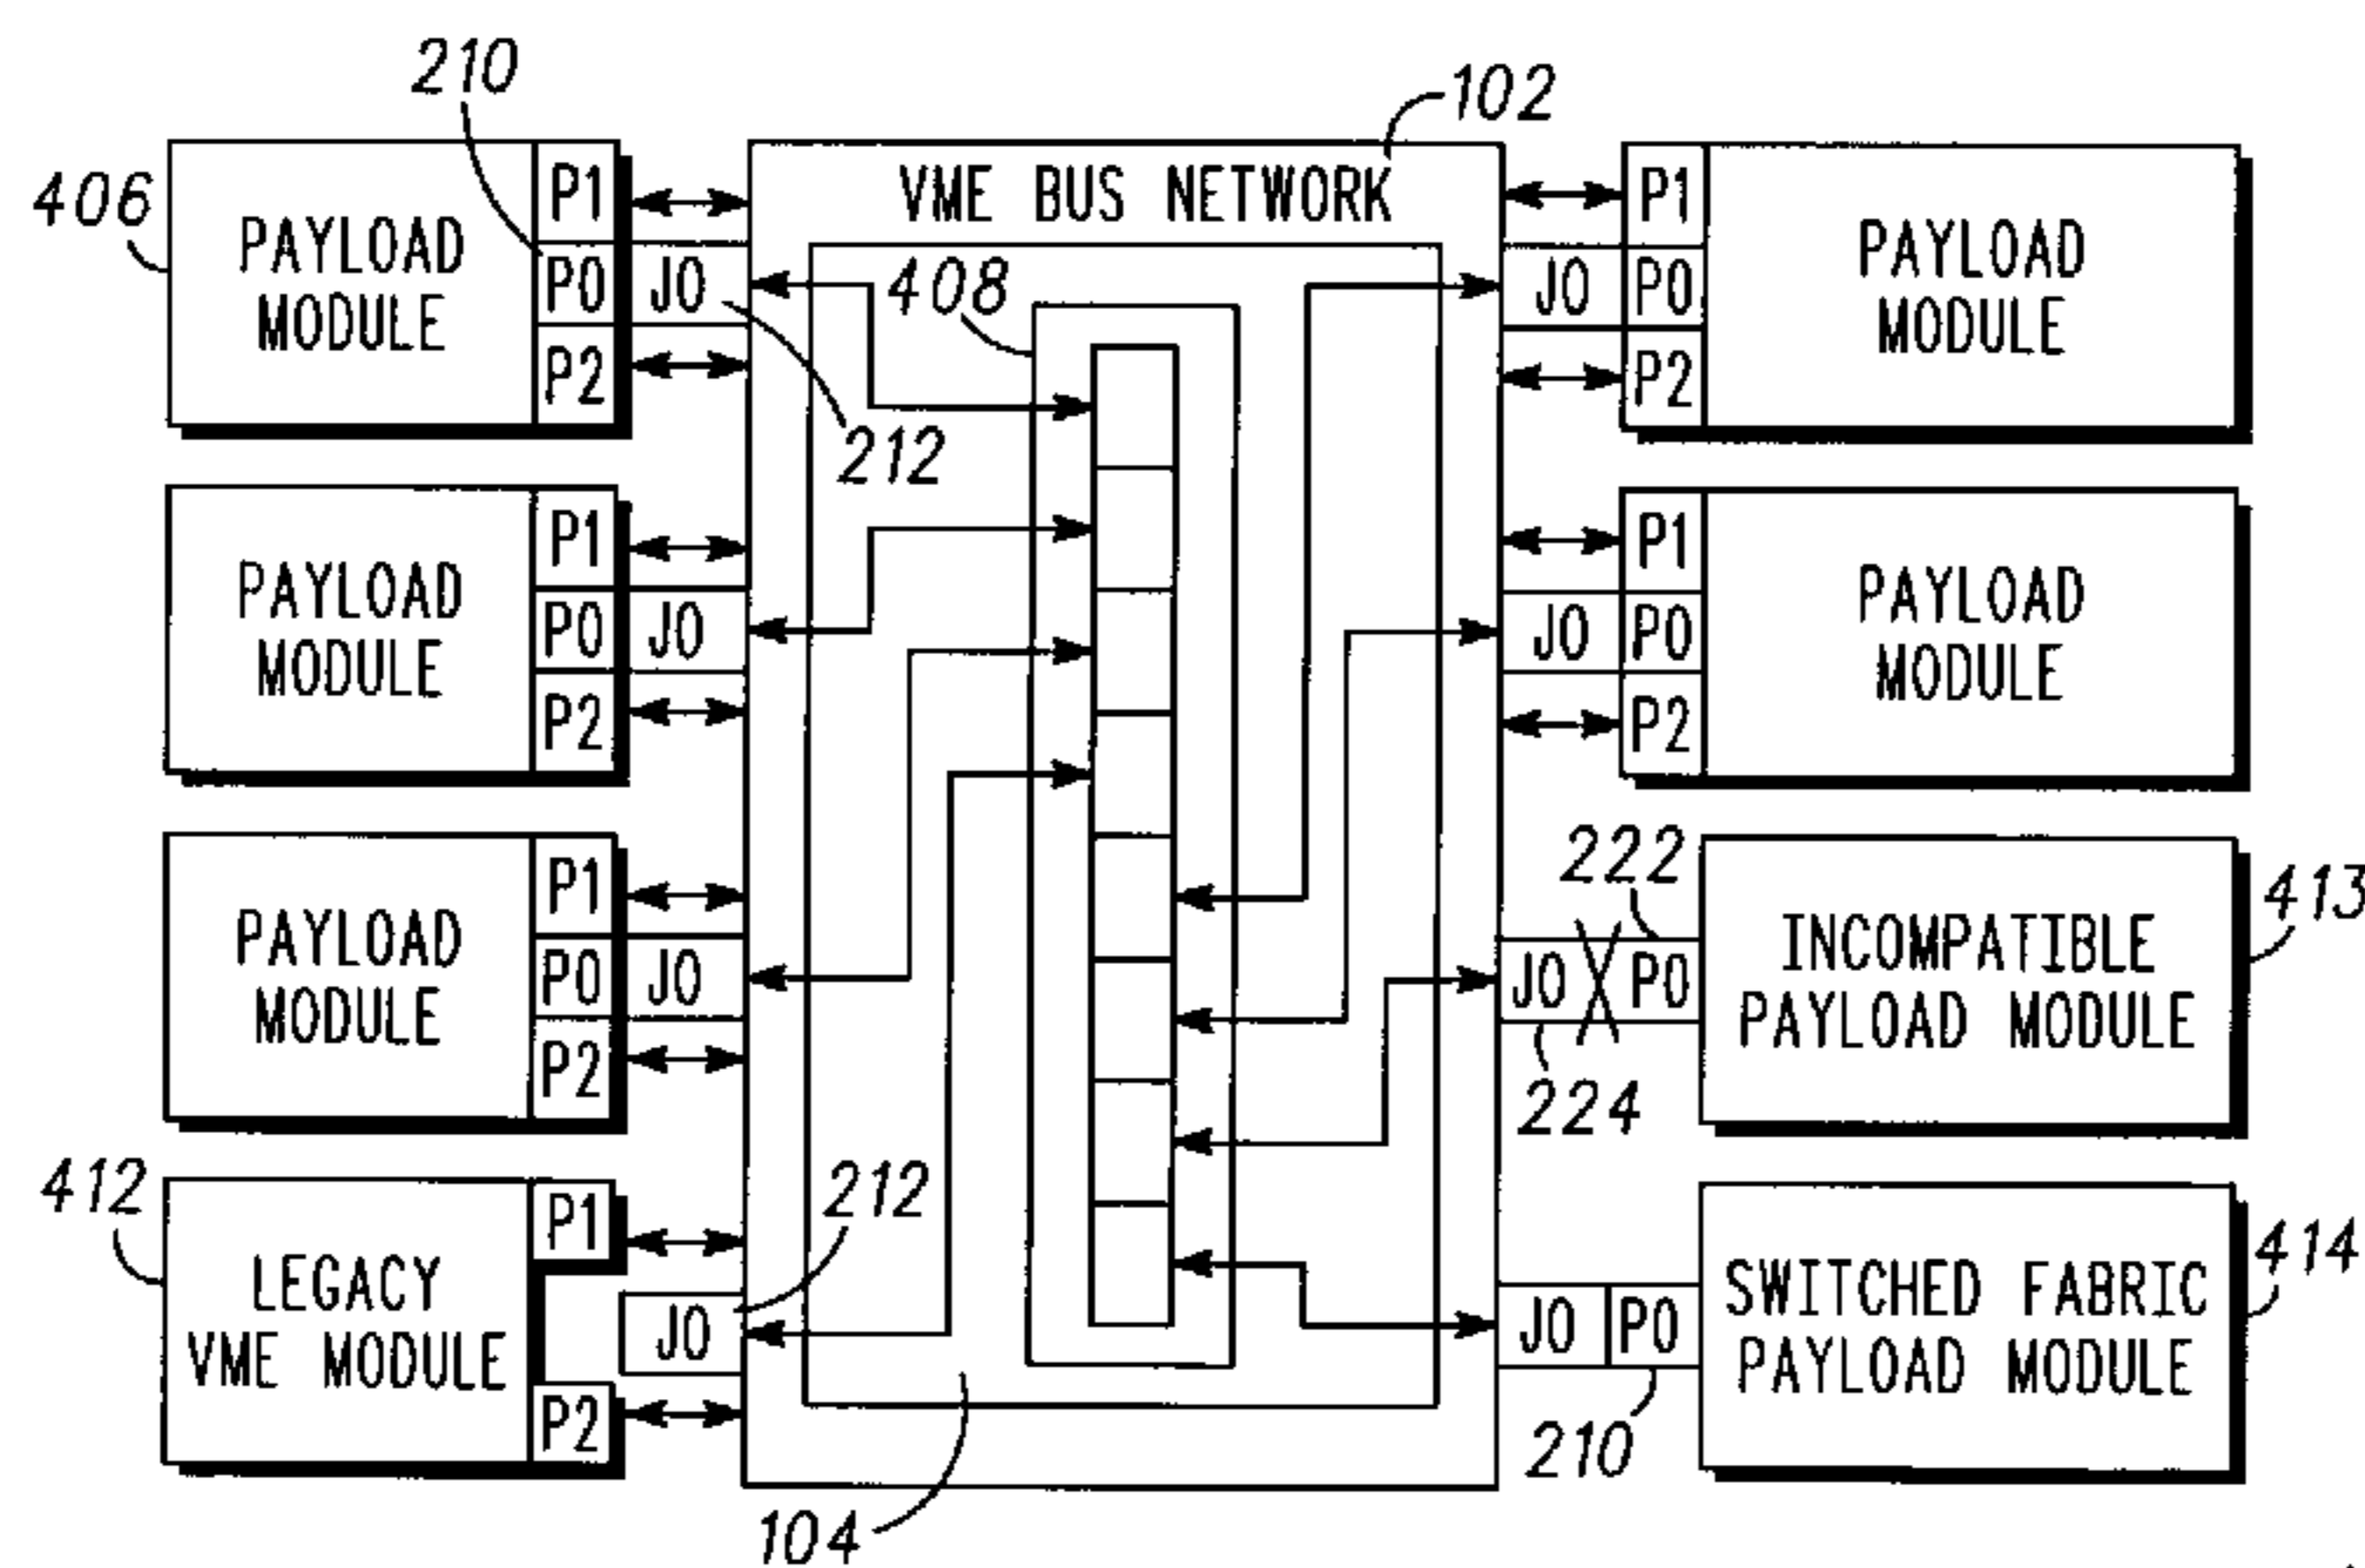 210
102
406
PAYLOAD
MODULE
P1
P0
P2
J0
212
VME BUS NETWORK
408
J0
P1
P0
P2
PAYLOAD
MODULE
PAYLOAD
MODULE
P1
P0
P2
J0
J0
P1
P0
P2
PAYLOAD
MODULE
PAYLOAD
MODULE
P1
P0
P2
J0
222
J0
P0
224
INCOMPATIBLE
PAYLOAD MODULE
413
412
LEGACY
VME MODULE
P1
P2
J0
212
104
J0
P0
210
SWITCHED FABRIC
PAYLOAD MODULE
414